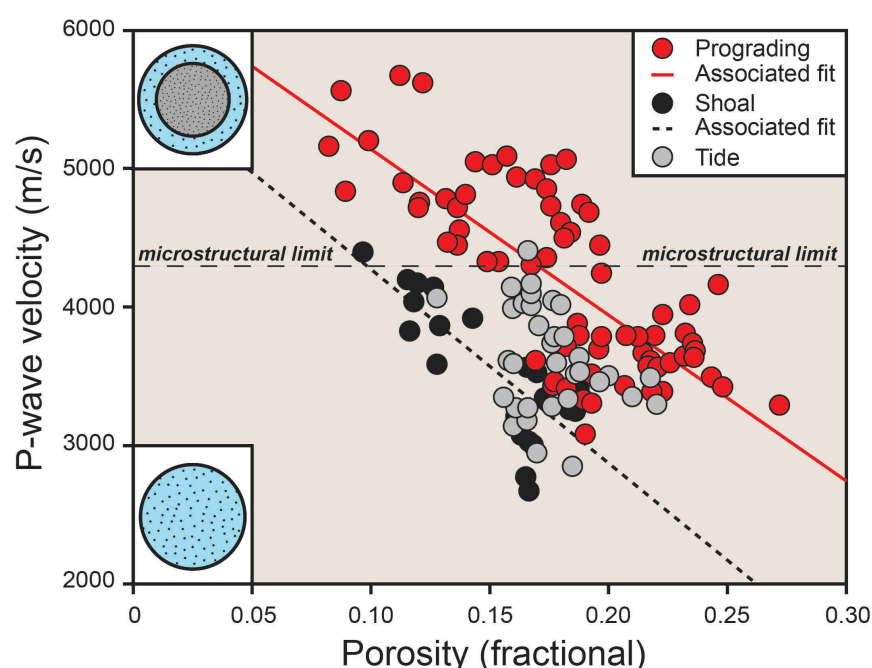 6000
5000
4000
3000
2000
P-wave velocity (m/s)
Prograding
Associated fit
Shoal
Associated fit
Tide
microstructural limit
microstructural limit
0
0.05
0.10
0.15
0.20
0.25
0.30
Porosity (fractional)